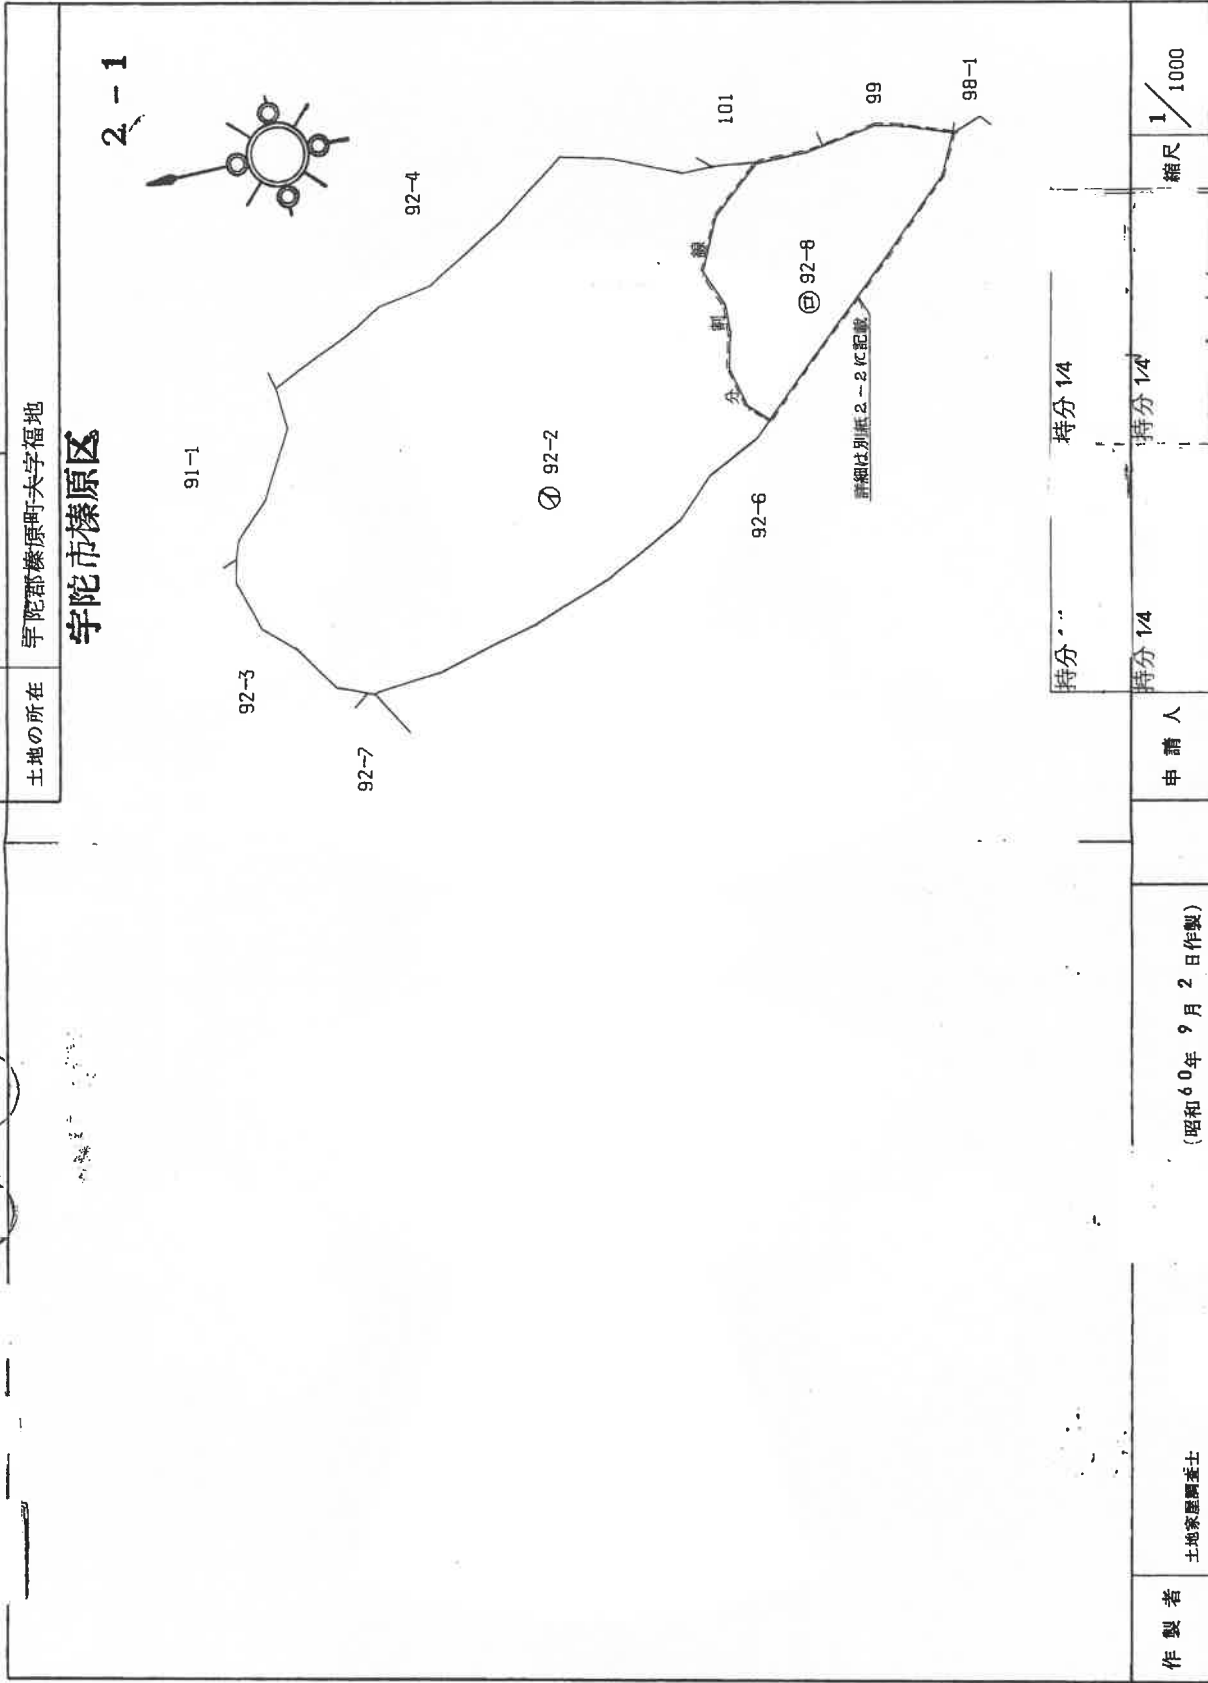 土地の所在
宇陀郡榛原町大字福地
宇陀市榛原区
2-1
91-1
92-3
92-7
92-4
㋑ 92-2
92-6
101
99
98-1
分 割 線
㋺ 92-8
詳細は別紙2-2に記載
持分
持分 1/4
持分 1/4
持分 1/4
作製者
土地家屋調査士
(昭和60年 9月 2日作製)
申請人
縮尺
1/1000